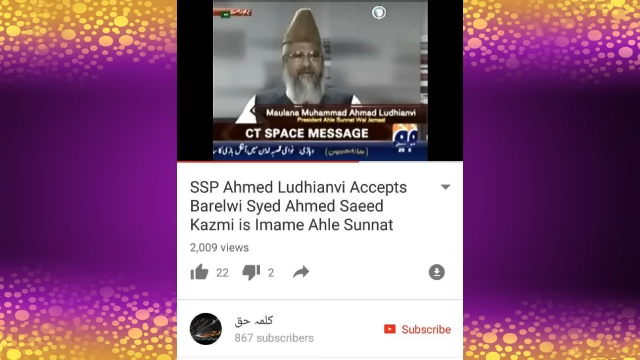 Maulana Muhammad Ahmad Ludhianvi
President Ahle Sunnat Wal Jamaat
CT SPACE MESSAGE
SSP Ahmed Ludhianvi Accepts
Barelwi Syed Ahmed Saeed
Kazmi is Imame Ahle Sunnat
2,009 views
22
2
کلمہ حق
867 subscribers
Subscribe